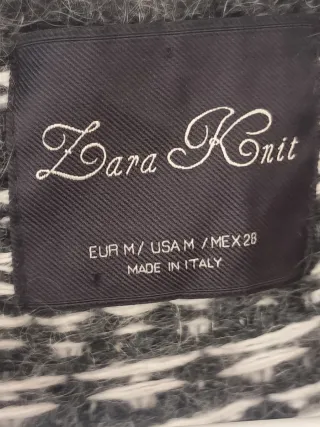 Zara Knit
EUR M / USA M / MEX 28
MADE IN ITALY